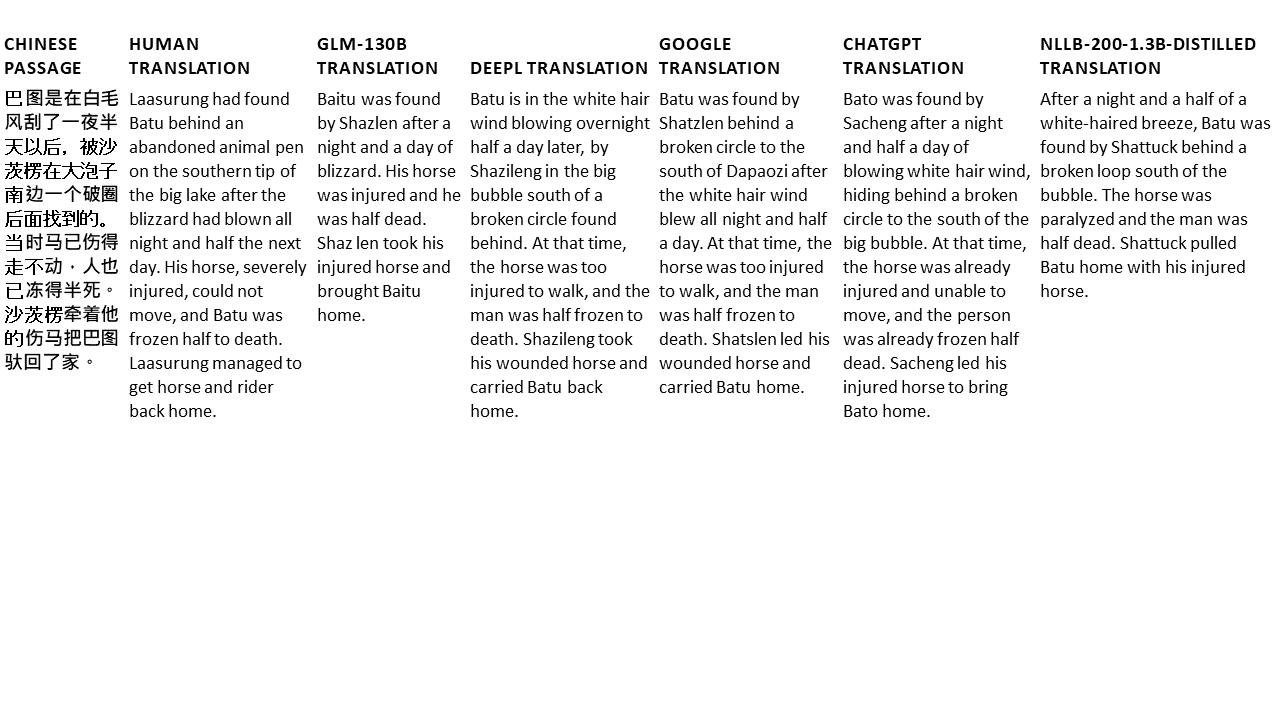 CHINESE
PASSAGE
巴图是在白毛
风刮了一夜半
天以后，被沙
茨楞在大泡子
南边一个破圈
后面找到的。
当时马已伤得
走不动，人也
已冻得半死。
沙茨楞牵着他
的伤马把巴图
驮回了家。
HUMAN
TRANSLATION
Laasurung had found
Batu behind an
abandoned animal pen
on the southern tip of
the big lake after the
blizzard had blown all
night and half the next
day. His horse, severely
injured, could not
move, and Batu was
frozen half to death.
Laasurung managed to
get horse and rider
back home.
GLM-130B
TRANSLATION
Baitu was found
by Shazlen after a
night and a day of
blizzard. His horse
was injured and he
was half dead.
Shaz len took his
injured horse and
brought Baitu
home.
DEEPL TRANSLATION
Batu is in the white hair
wind blowing overnight
half a day later, by
Shazileng in the big
bubble south of a
broken circle found
behind. At that time,
the horse was too
injured to walk, and the
man was half frozen to
death. Shazileng took
his wounded horse and
carried Batu back
home.
GOOGLE
TRANSLATION
Batu was found by
Shatzlen behind a
broken circle to the
south of Dapaozi after
the white hair wind
blew all night and half
a day. At that time, the
horse was too injured
to walk, and the man
was half frozen to
death. Shatslen led his
wounded horse and
carried Batu home.
CHATGPT
TRANSLATION
Bato was found by
Sacheng after a night
and half a day of
blowing white hair wind,
hiding behind a broken
circle to the south of the
big bubble. At that time,
the horse was already
injured and unable to
move, and the person
was already frozen half
dead. Sacheng led his
injured horse to bring
Bato home.
NLLB-200-1.3B-DISTILLED
TRANSLATION
After a night and a half of a
white-haired breeze, Batu was
found by Shattuck behind a
broken loop south of the
bubble. The horse was
paralyzed and the man was
half dead. Shattuck pulled
Batu home with his injured
horse.